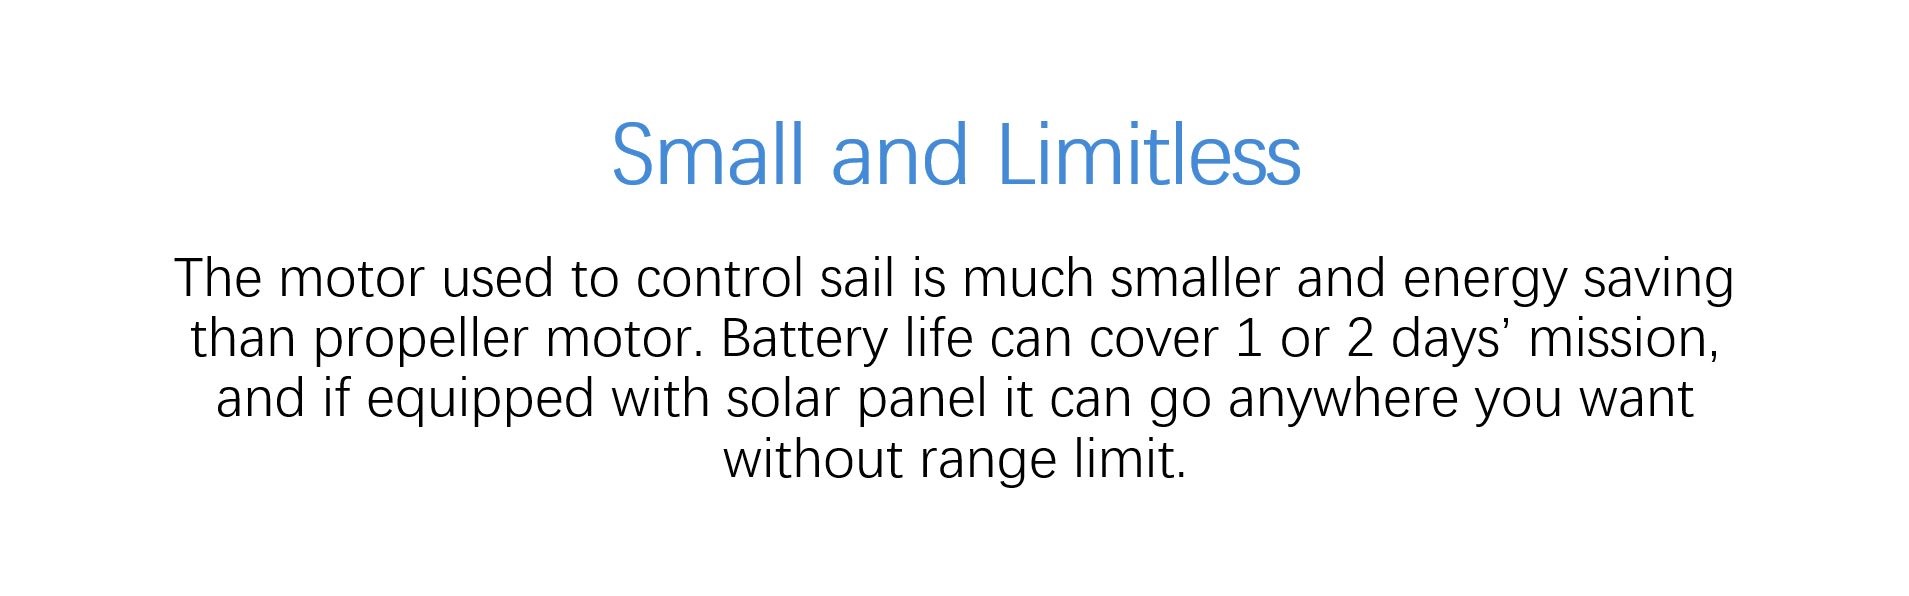 Small and Limitless
The motor used to control sail is much smaller and energy saving
than propeller motor. Battery life can cover 1 or 2 days’ mission,
and if equipped with solar panel it can go anywhere you want
without range limit.